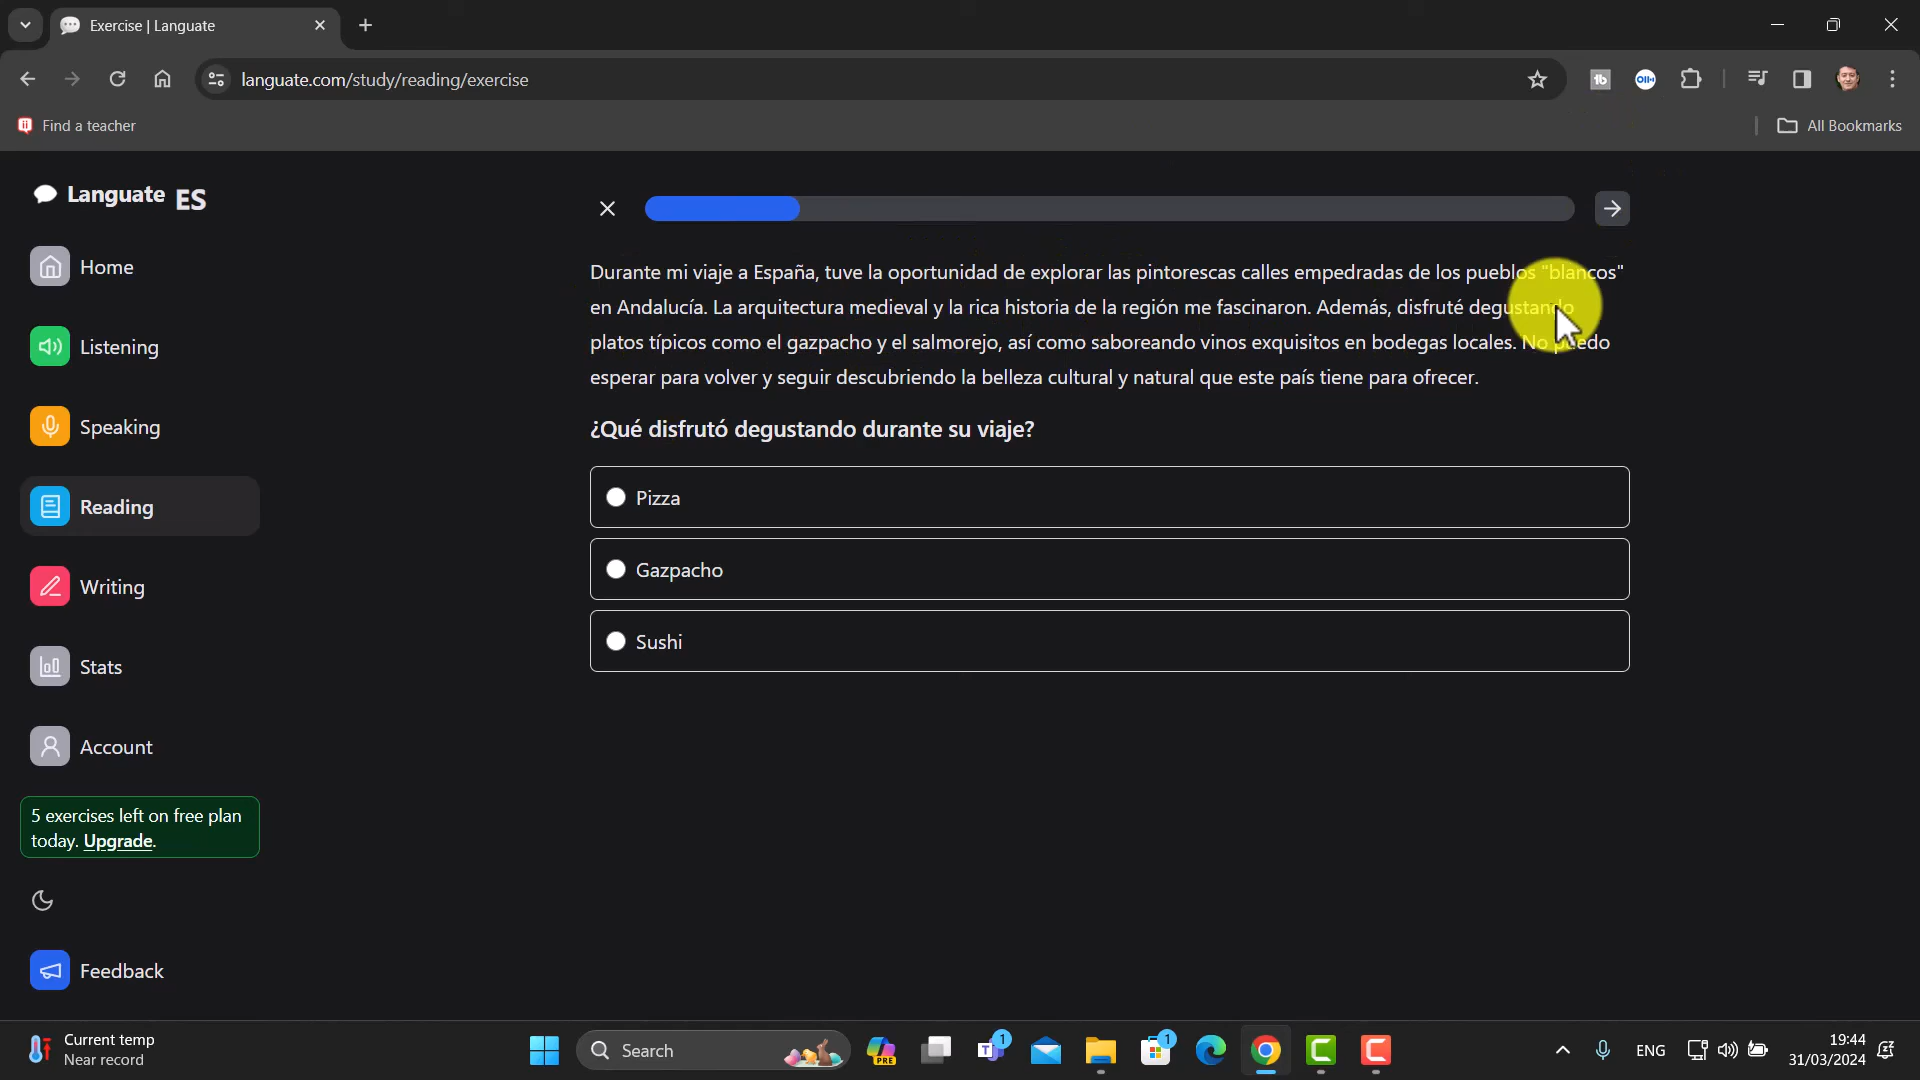 Exercise | Languate
languate.com/study/reading/exercise
Find a teacher
All Bookmarks
Languate ES
Home
Listening
Speaking
Reading
Writing
Stats
Account
5 exercises left on free plan
today. Upgrade.
Feedback
Durante mi viaje a España, tuve la oportunidad de explorar las pintorescas calles empedradas de los pueblos "blancos"
en Andalucía. La arquitectura medieval y la rica historia de la región me fascinaron. Además, disfruté degustando
platos típicos como el gazpacho y el salmorejo, así como saboreando vinos exquisitos en bodegas locales. No puedo
esperar para volver y seguir descubriendo la belleza cultural y natural que este país tiene para ofrecer.
¿Qué disfrutó degustando durante su viaje?
Pizza
Gazpacho
Sushi
Current temp
Near record
Search
PRE
1
1
ENG
19:44
31/03/2024